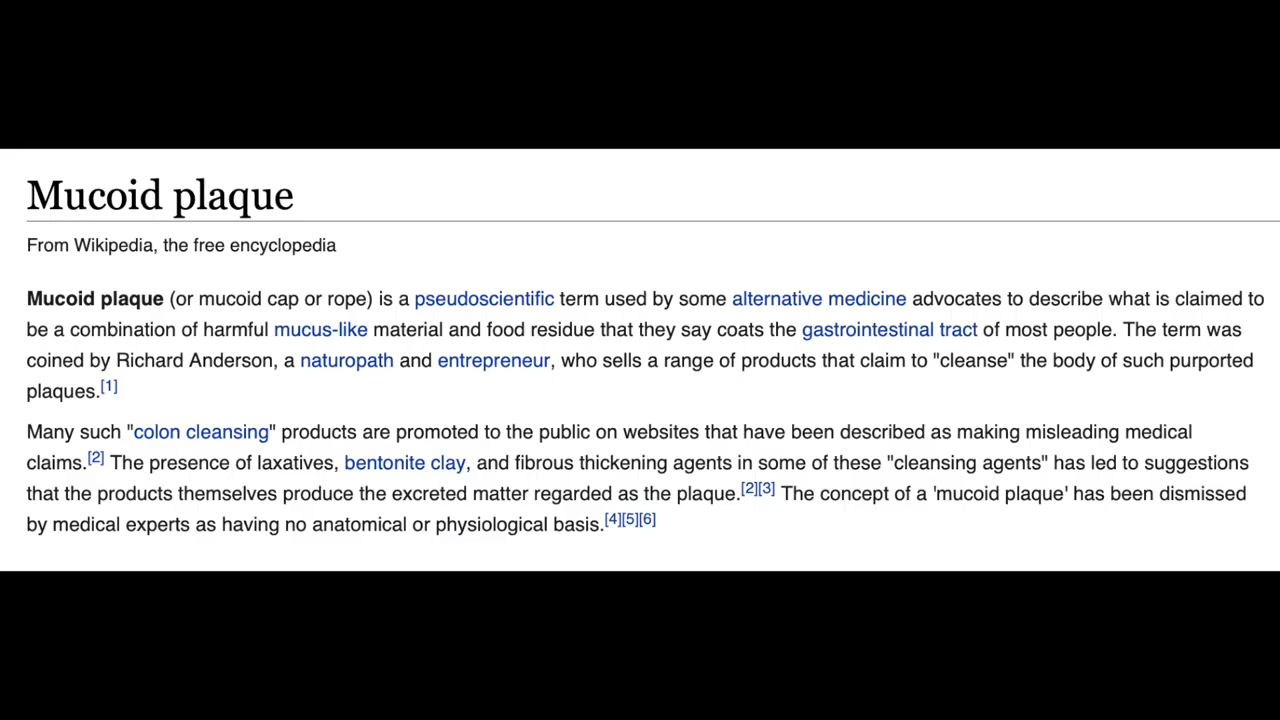 Mucoid plaque
From Wikipedia, the free encyclopedia
Mucoid plaque (or mucoid cap or rope) is a pseudoscientific term used by some alternative medicine advocates to describe what is claimed to
be a combination of harmful mucus-like material and food residue that they say coats the gastrointestinal tract of most people. The term was
coined by Richard Anderson, a naturopath and entrepreneur, who sells a range of products that claim to "cleanse" the body of such purported
plaques.[1]
Many such "colon cleansing" products are promoted to the public on websites that have been described as making misleading medical
claims.[2] The presence of laxatives, bentonite clay, and fibrous thickening agents in some of these "cleansing agents" has led to suggestions
that the products themselves produce the excreted matter regarded as the plaque.[2][3] The concept of a 'mucoid plaque' has been dismissed
by medical experts as having no anatomical or physiological basis.[4][5][6]